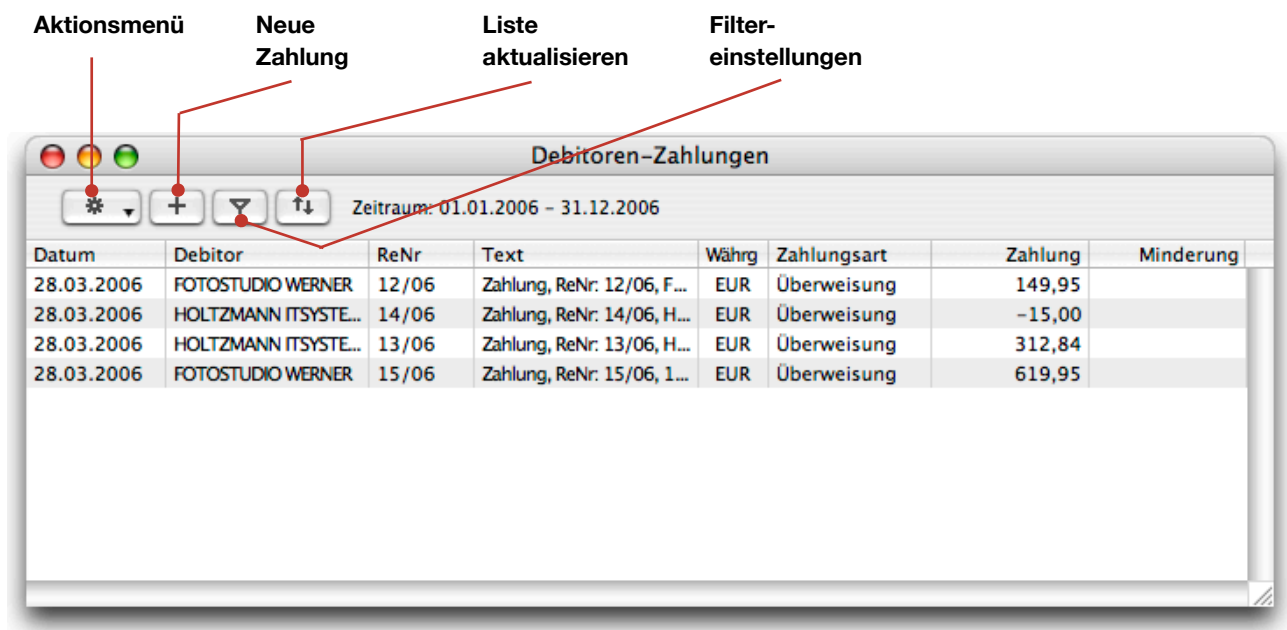 Aktionsmenü Neue Zahlung Liste aktualisieren Filter-einstellungen
Debitoren-Zahlungen
Zeitraum: 01.01.2006 – 31.12.2006
Datum Debitor ReNr Text Währg Zahlungsart Zahlung Minderung
28.03.2006 FOTOSTUDIO WERNER 12/06 Zahlung, ReNr: 12/06, F... EUR Überweisung 149,95
28.03.2006 HOLTZMANN ITSYSTE... 14/06 Zahlung, ReNr: 14/06, H... EUR Überweisung -15,00
28.03.2006 HOLTZMANN ITSYSTE... 13/06 Zahlung, ReNr: 13/06, H... EUR Überweisung 312,84
28.03.2006 FOTOSTUDIO WERNER 15/06 Zahlung, ReNr: 15/06, 1... EUR Überweisung 619,95